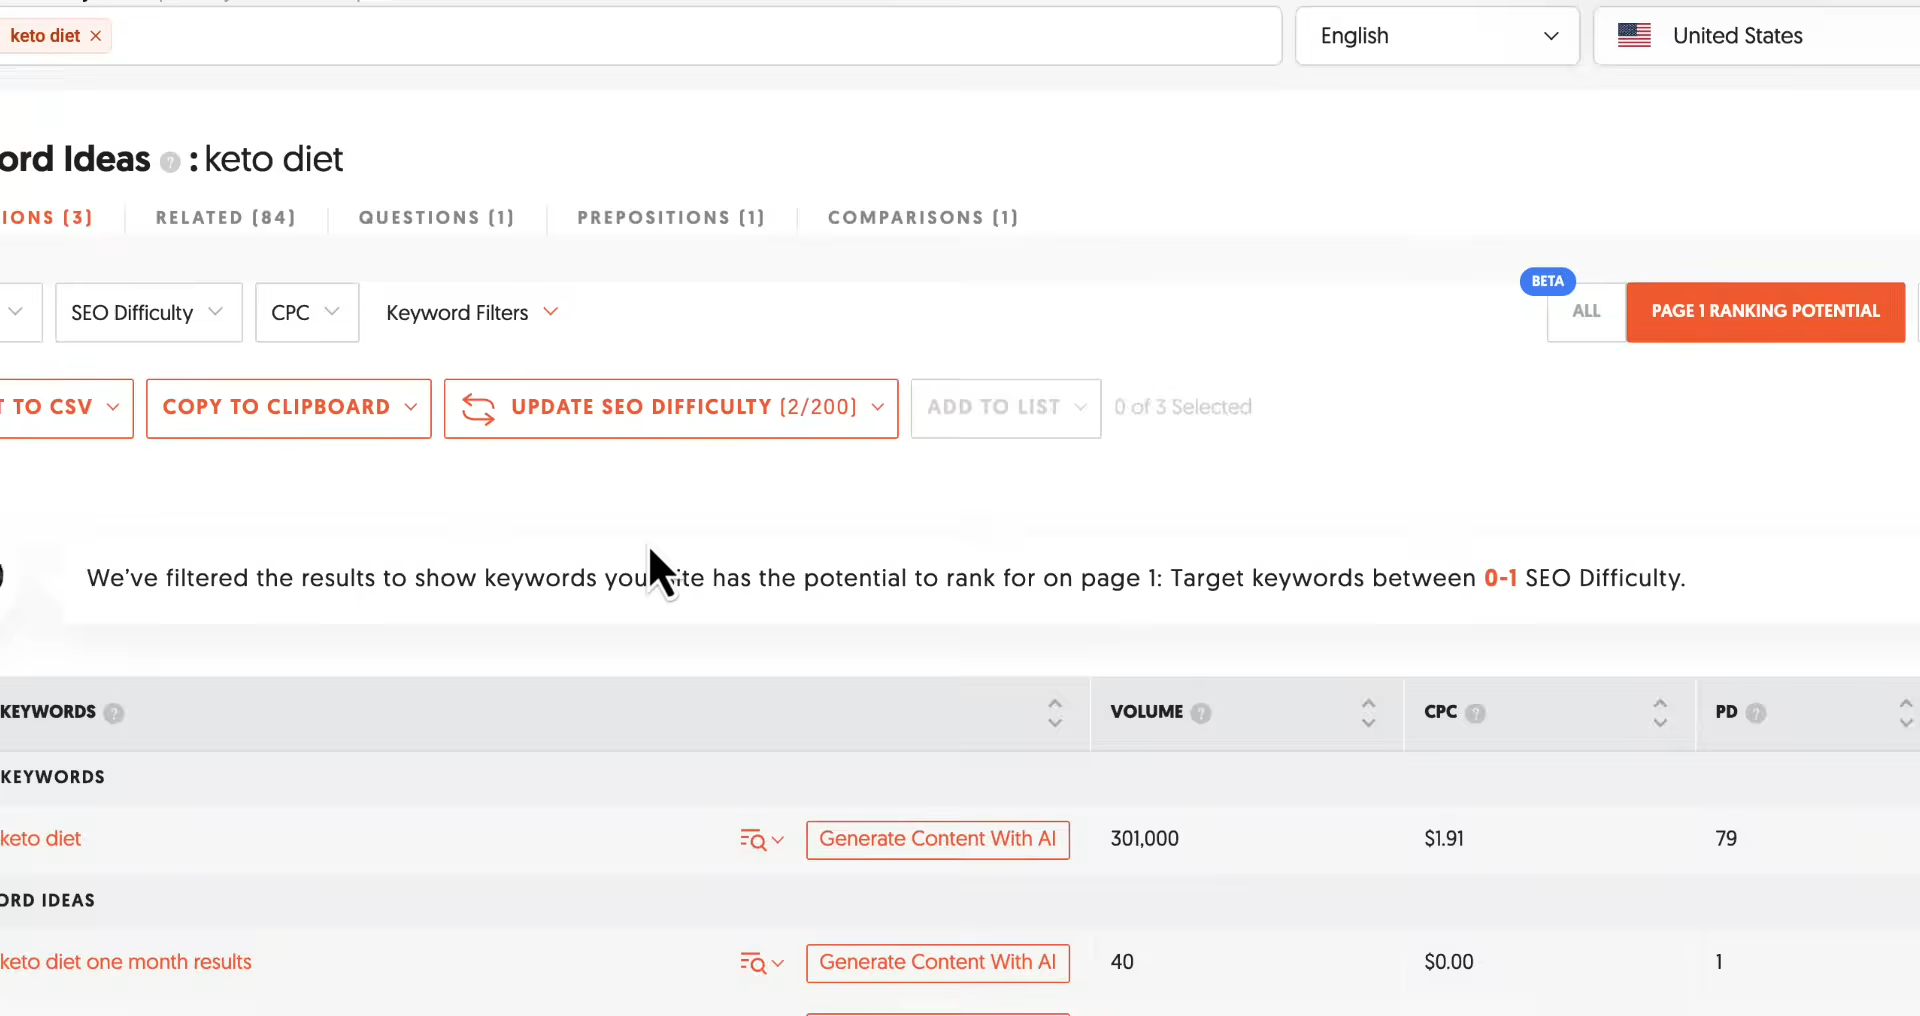 keto diet ×
English
United States
ord Ideas ? : keto diet
IONS (3)
RELATED (84)
QUESTIONS (1)
PREPOSITIONS (1)
COMPARISONS (1)
SEO Difficulty
CPC
Keyword Filters
BETA
ALL
PAGE 1 RANKING POTENTIAL
T TO CSV
COPY TO CLIPBOARD
UPDATE SEO DIFFICULTY (2/200)
ADD TO LIST
0 of 3 Selected
We've filtered the results to show keywords you ite has the potential to rank for on page 1: Target keywords between 0-1 SEO Difficulty.
KEYWORDS ?
VOLUME ?
CPC ?
PD ?
KEYWORDS
keto diet
Generate Content With AI
301,000
$1.91
79
ORD IDEAS
keto diet one month results
Generate Content With AI
40
$0.00
1